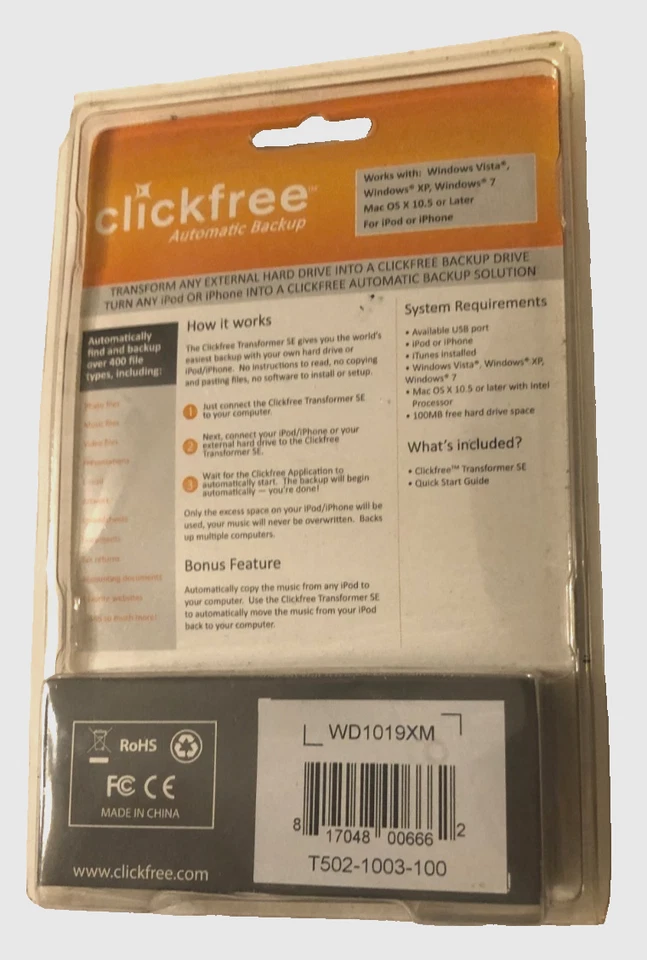 clickfree™
Automatic Backup
Works with: Windows Vista®,
Windows® XP, Windows® 7
Mac OS X 10.5 or Later
For iPod or iPhone
TRANSFORM ANY EXTERNAL HARD DRIVE INTO A CLICKFREE BACKUP DRIVE
TURN ANY iPod OR iPhone INTO A CLICKFREE AUTOMATIC BACKUP SOLUTION
Automatically
find and backup
over 400 file
types, including:
Photo files
Music files
Video files
Email
How it works
The Clickfree Transformer SE gives you the world's
easiest backup with your own hard drive or
iPod/iPhone. No instructions to read, no copying
and pasting files, no software to install or setup.
1 Just connect the Clickfree Transformer SE
to your computer.
2 Next, connect your iPod/iPhone or your
external hard drive to the Clickfree
Transformer SE.
3 Wait for the Clickfree Application to
automatically start. The backup will begin
automatically — you're done!
Only the excess space on your iPod/iPhone will be
used, your music will never be overwritten. Backs
up multiple computers.
Bonus Feature
Automatically copy the music from any iPod to
your computer. Use the Clickfree Transformer SE
to automatically move the music from your iPod
back to your computer.
System Requirements
• Available USB port
• iPod or iPhone
• iTunes installed
• Windows Vista®, Windows® XP,
Windows® 7
• Mac OS X 10.5 or later with Intel
Processor
• 100MB free hard drive space
What's included?
• Clickfree™ Transformer SE
• Quick Start Guide
RoHS
FC CE
MADE IN CHINA
www.clickfree.com
WD1019XM
8 17048 00666 2
T502-1003-100